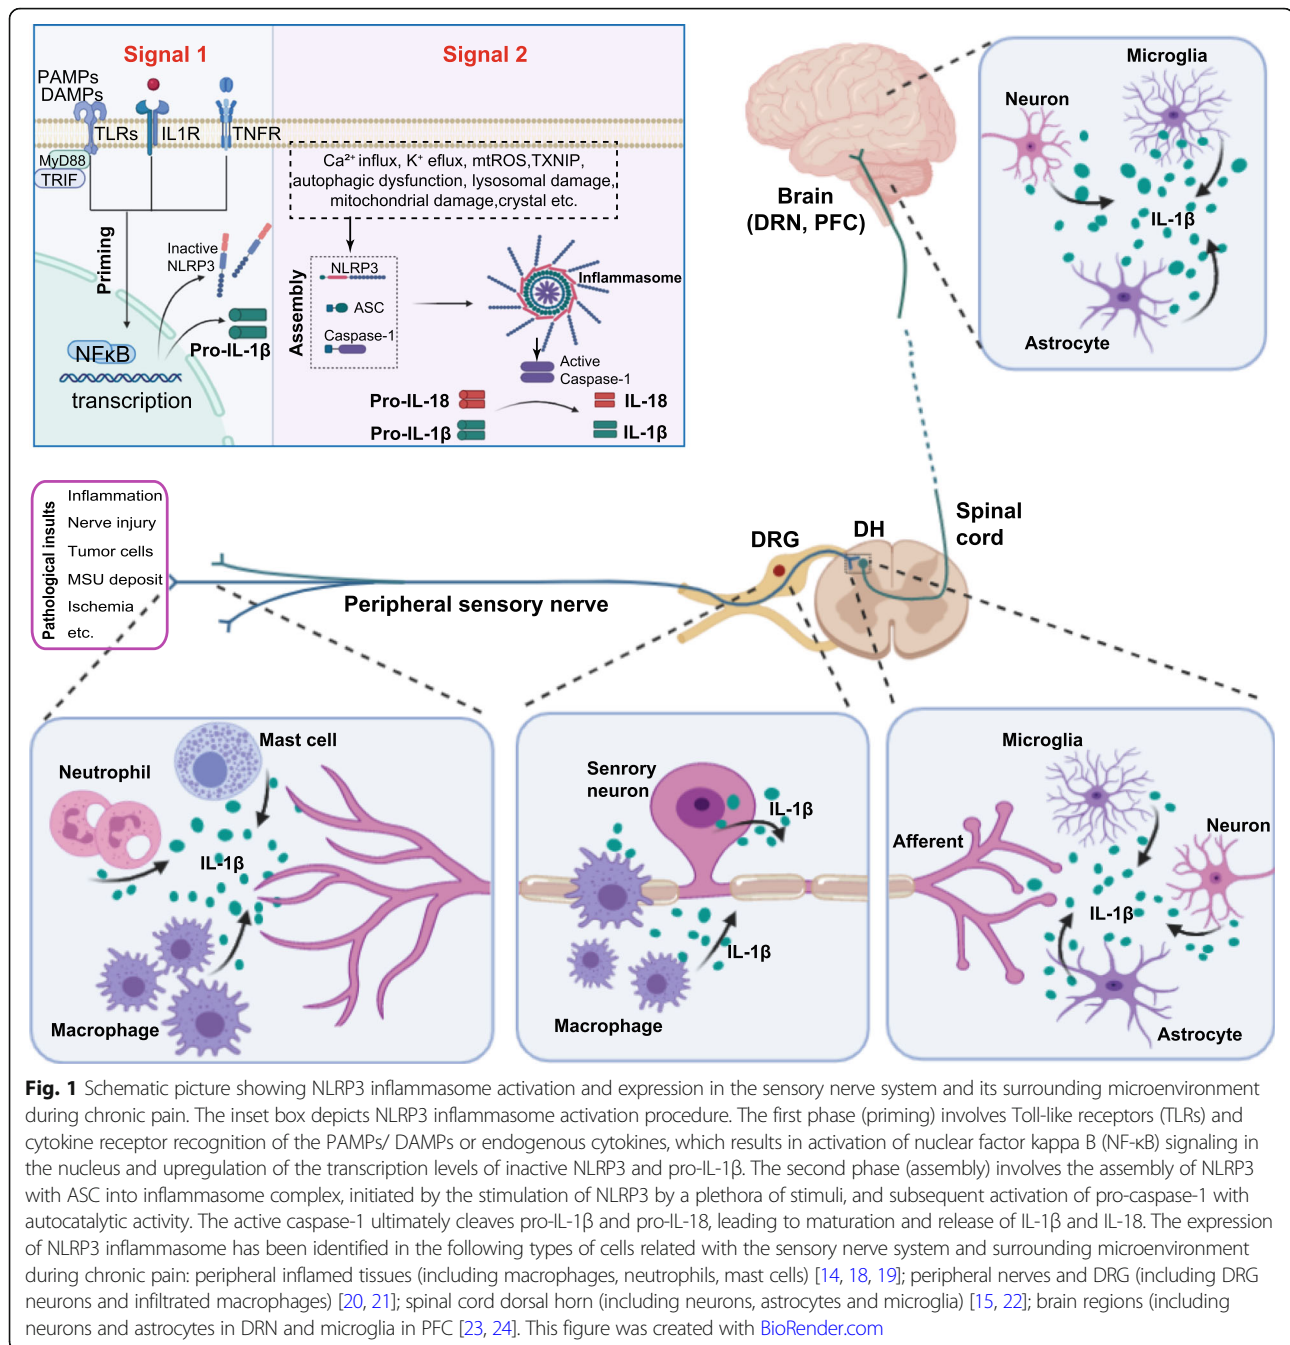 Signal 1
Signal 2
PAMPs
DAMPs
TLRs
IL1R
TNFR
MyD88
TRIF
Priming
Inactive
NLRP3
Pro-IL-1β
NFκB
transcription
Ca²⁺ influx, K⁺ eflux, mtROS,TXNIP,
autophagic dysfunction, lysosomal damage,
mitochondrial damage,crystal etc.
Assembly
NLRP3
ASC
Caspase-1
Inflammasome
Active
Caspase-1
Pro-IL-18
IL-18
Pro-IL-1β
IL-1β
Brain
(DRN, PFC)
Microglia
Neuron
IL-1β
Astrocyte
Pathological insults
Inflammation
Nerve injury
Tumor cells
MSU deposit
Ischemia
etc.
Peripheral sensory nerve
DRG
DH
Spinal
cord
Mast cell
Neutrophil
IL-1β
Macrophage
Senrory
neuron
IL-1β
IL-1β
Macrophage
Microglia
Afferent
Neuron
IL-1β
Astrocyte
Fig. 1 Schematic picture showing NLRP3 inflammasome activation and expression in the sensory nerve system and its surrounding microenvironment
during chronic pain. The inset box depicts NLRP3 inflammasome activation procedure. The first phase (priming) involves Toll-like receptors (TLRs) and
cytokine receptor recognition of the PAMPs/ DAMPs or endogenous cytokines, which results in activation of nuclear factor kappa B (NF-κB) signaling in
the nucleus and upregulation of the transcription levels of inactive NLRP3 and pro-IL-1β. The second phase (assembly) involves the assembly of NLRP3
with ASC into inflammasome complex, initiated by the stimulation of NLRP3 by a plethora of stimuli, and subsequent activation of pro-caspase-1 with
autocatalytic activity. The active caspase-1 ultimately cleaves pro-IL-1β and pro-IL-18, leading to maturation and release of IL-1β and IL-18. The expression
of NLRP3 inflammasome has been identified in the following types of cells related with the sensory nerve system and surrounding microenvironment
during chronic pain: peripheral inflamed tissues (including macrophages, neutrophils, mast cells) [14, 18, 19]; peripheral nerves and DRG (including DRG
neurons and infiltrated macrophages) [20, 21]; spinal cord dorsal horn (including neurons, astrocytes and microglia) [15, 22]; brain regions (including
neurons and astrocytes in DRN and microglia in PFC [23, 24]. This figure was created with BioRender.com